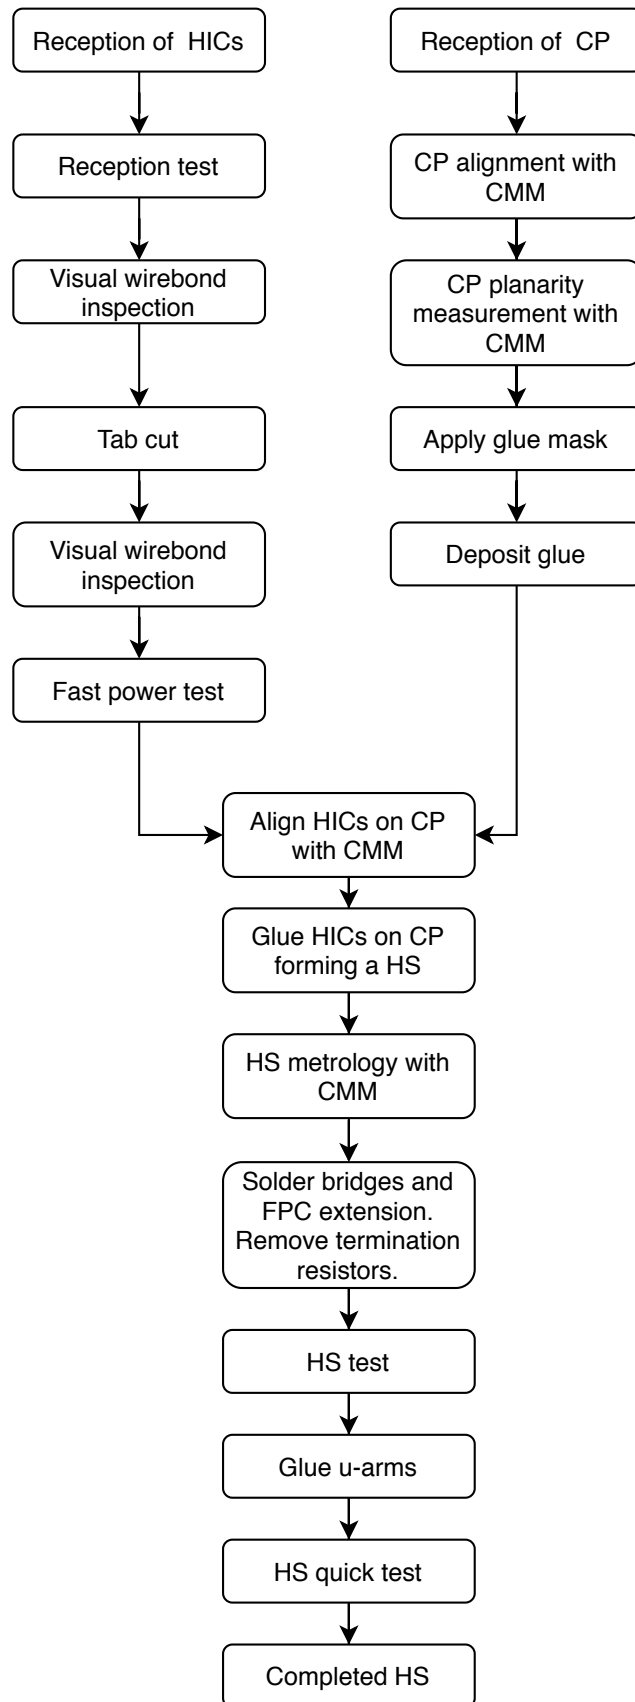 Reception of HICs
Reception test
Visual wirebond
inspection
Tab cut
Visual wirebond
inspection
Fast power test
Reception of CP
CP alignment with
CMM
CP planarity
measurement with
CMM
Apply glue mask
Deposit glue
Align HICs on CP
with CMM
Glue HICs on CP
forming a HS
HS metrology with
CMM
Solder bridges and
FPC extension.
Remove termination
resistors.
HS test
Glue u-arms
HS quick test
Completed HS